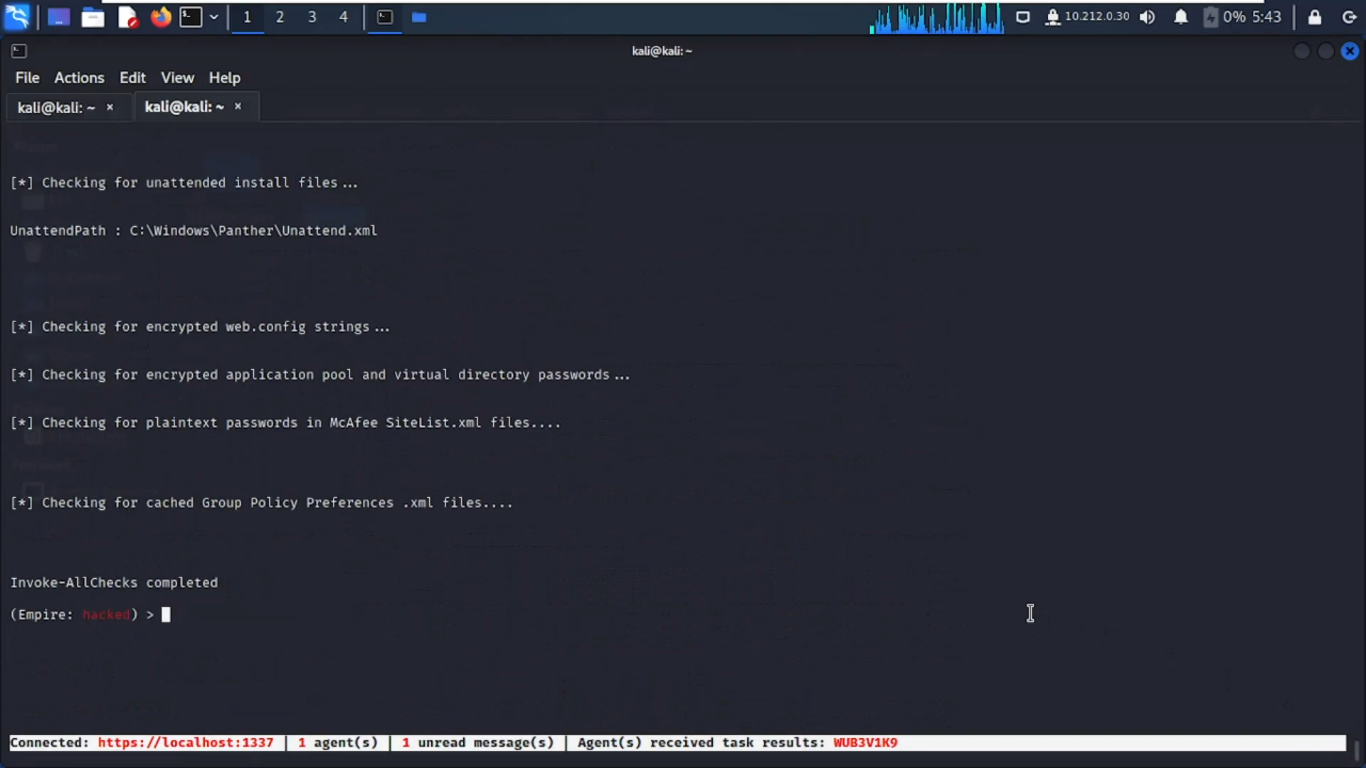 1 2 3 4 10.212.0.30 0% 5:43
kali@kali: ~
File Actions Edit View Help
kali@kali: ~ × kali@kali: ~ ×
[*] Checking for unattended install files...
UnattendPath : C:\Windows\Panther\Unattend.xml
[*] Checking for encrypted web.config strings...
[*] Checking for encrypted application pool and virtual directory passwords...
[*] Checking for plaintext passwords in McAfee SiteList.xml files....
[*] Checking for cached Group Policy Preferences .xml files....
Invoke-AllChecks completed
(Empire: hacked) >
Connected: https://localhost:1337 | 1 agent(s) | 1 unread message(s) | Agent(s) received task results: WUB3V1K9